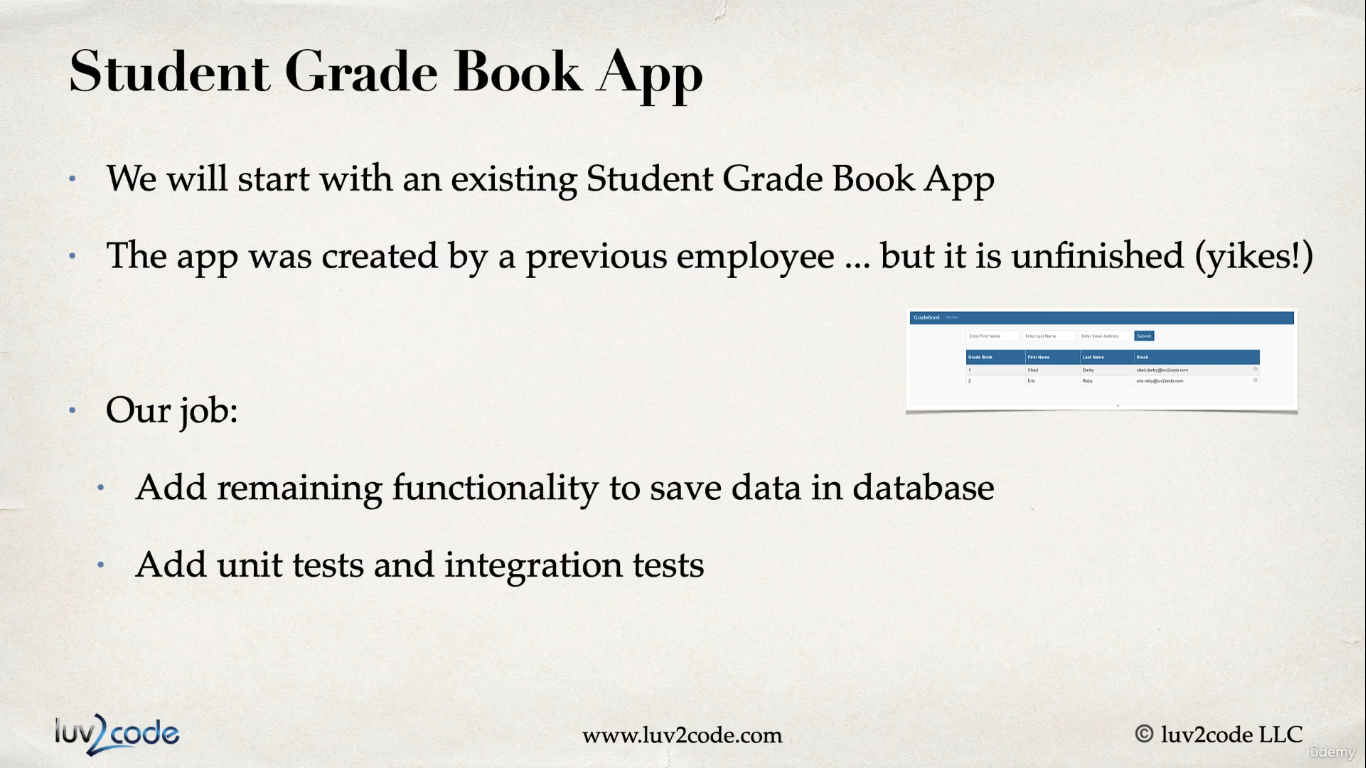 Student Grade Book App
• We will start with an existing Student Grade Book App
• The app was created by a previous employee ... but it is unfinished (yikes!)
GradeBook Home
Enter First Name Enter Last Name Enter Email Address Submit
Grade Book First Name Last Name Email
1 Chad Darby chad.darby@luv2code.com
2 Eric Roby eric.roby@luv2code.com
• Our job:
• Add remaining functionality to save data in database
• Add unit tests and integration tests
luv2code
www.luv2code.com
© luv2code LLC
ûdemy